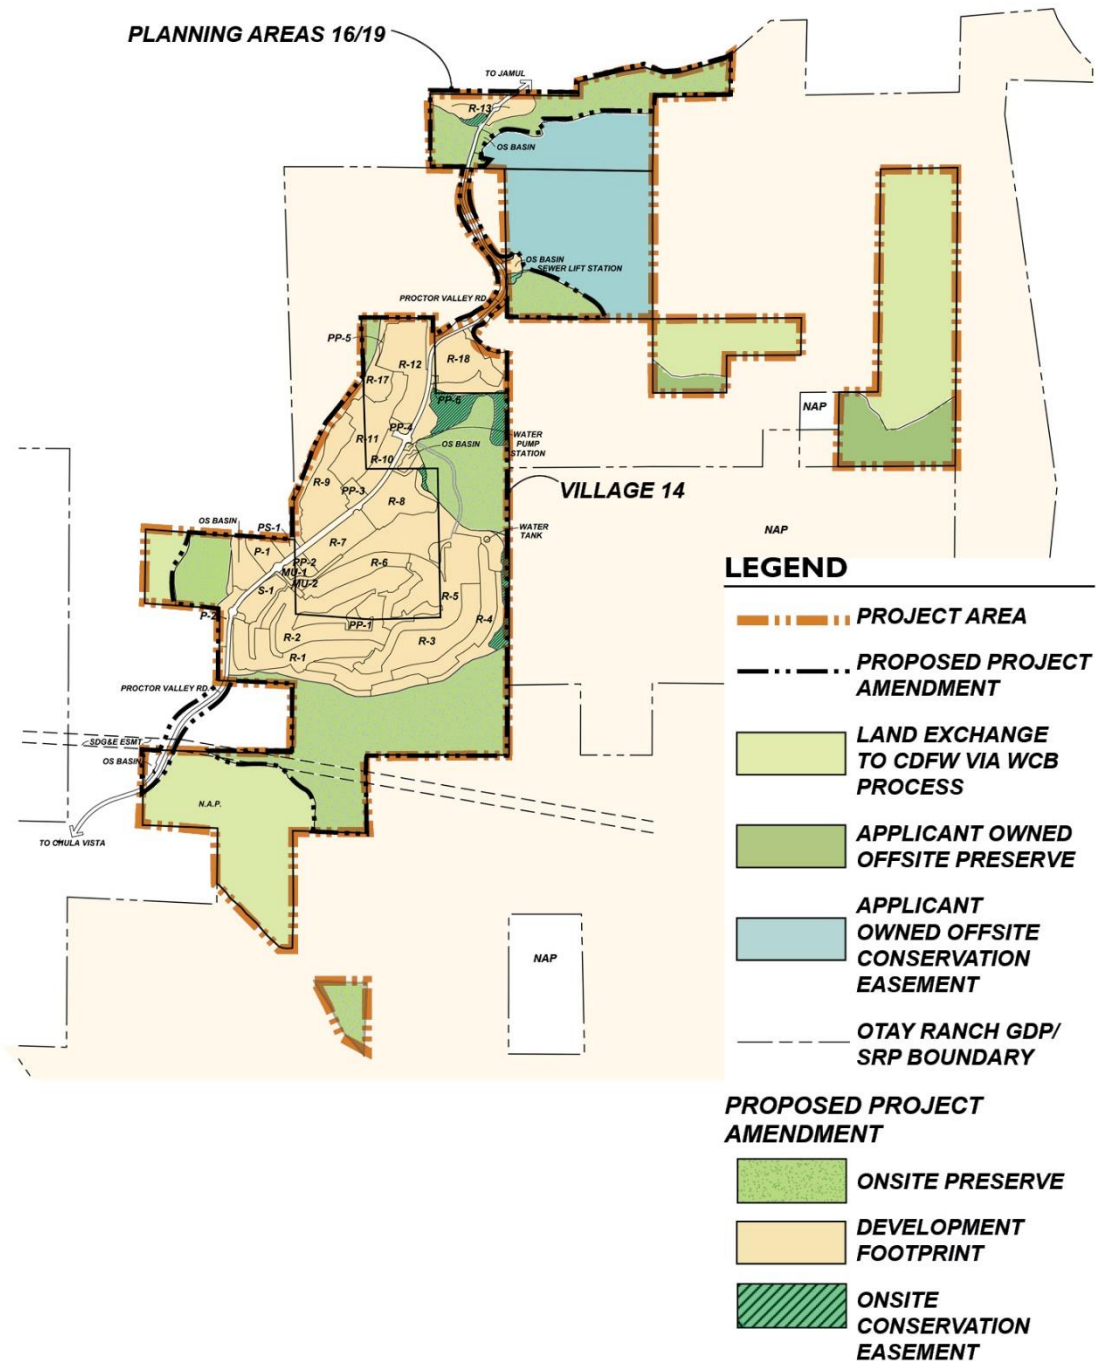 PLANNING AREAS 16/19
TO JAMUL
R-13
OS BASIN
OS BASIN
SEWER LIFT STATION
PROCTOR VALLEY RD.
PP-5
R-12
R-18
R-17
PP-6
NAP
PP-4
R-11
WATER
PUMP
STATION
OS BASIN
R-10
R-9
PP-3
VILLAGE 14
R-8
OS BASIN
PS-1
WATER
TANK
NAP
P-1
R-7
PP-2
MU-1
R-6
MU-2
S-1
R-5
P-2
R-4
PP-1
R-2
R-3
R-1
PROCTOR VALLEY RD.
SDG&E ESMT
OS BASIN
N.A.P.
TO CHULA VISTA
NAP
LEGEND
PROJECT AREA
PROPOSED PROJECT
AMENDMENT
LAND EXCHANGE
TO CDFW VIA WCB
PROCESS
APPLICANT OWNED
OFFSITE PRESERVE
APPLICANT
OWNED OFFSITE
CONSERVATION
EASEMENT
OTAY RANCH GDP/
SRP BOUNDARY
PROPOSED PROJECT
AMENDMENT
ONSITE PRESERVE
DEVELOPMENT
FOOTPRINT
ONSITE
CONSERVATION
EASEMENT